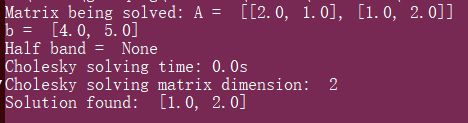 Matrix being solved: A =  [[2.0, 1.0], [1.0, 2.0]]
b =  [4.0, 5.0]
Half band =  None
Cholesky solving time: 0.0s
Cholesky solving matrix dimension:  2
Solution found:  [1.0, 2.0]